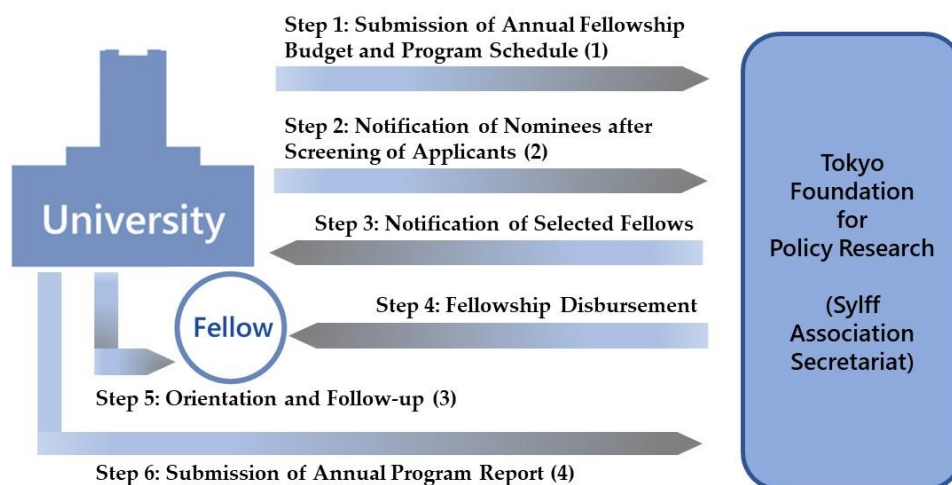 Step 1: Submission of Annual Fellowship
Budget and Program Schedule (1)
Step 2: Notification of Nominees after
Screening of Applicants (2)
University
Step 3: Notification of Selected Fellows
Fellow
Step 4: Fellowship Disbursement
Step 5: Orientation and Follow-up (3)
Step 6: Submission of Annual Program Report (4)
Tokyo
Foundation
for
Policy Research
(Sylff
Association
Secretariat)